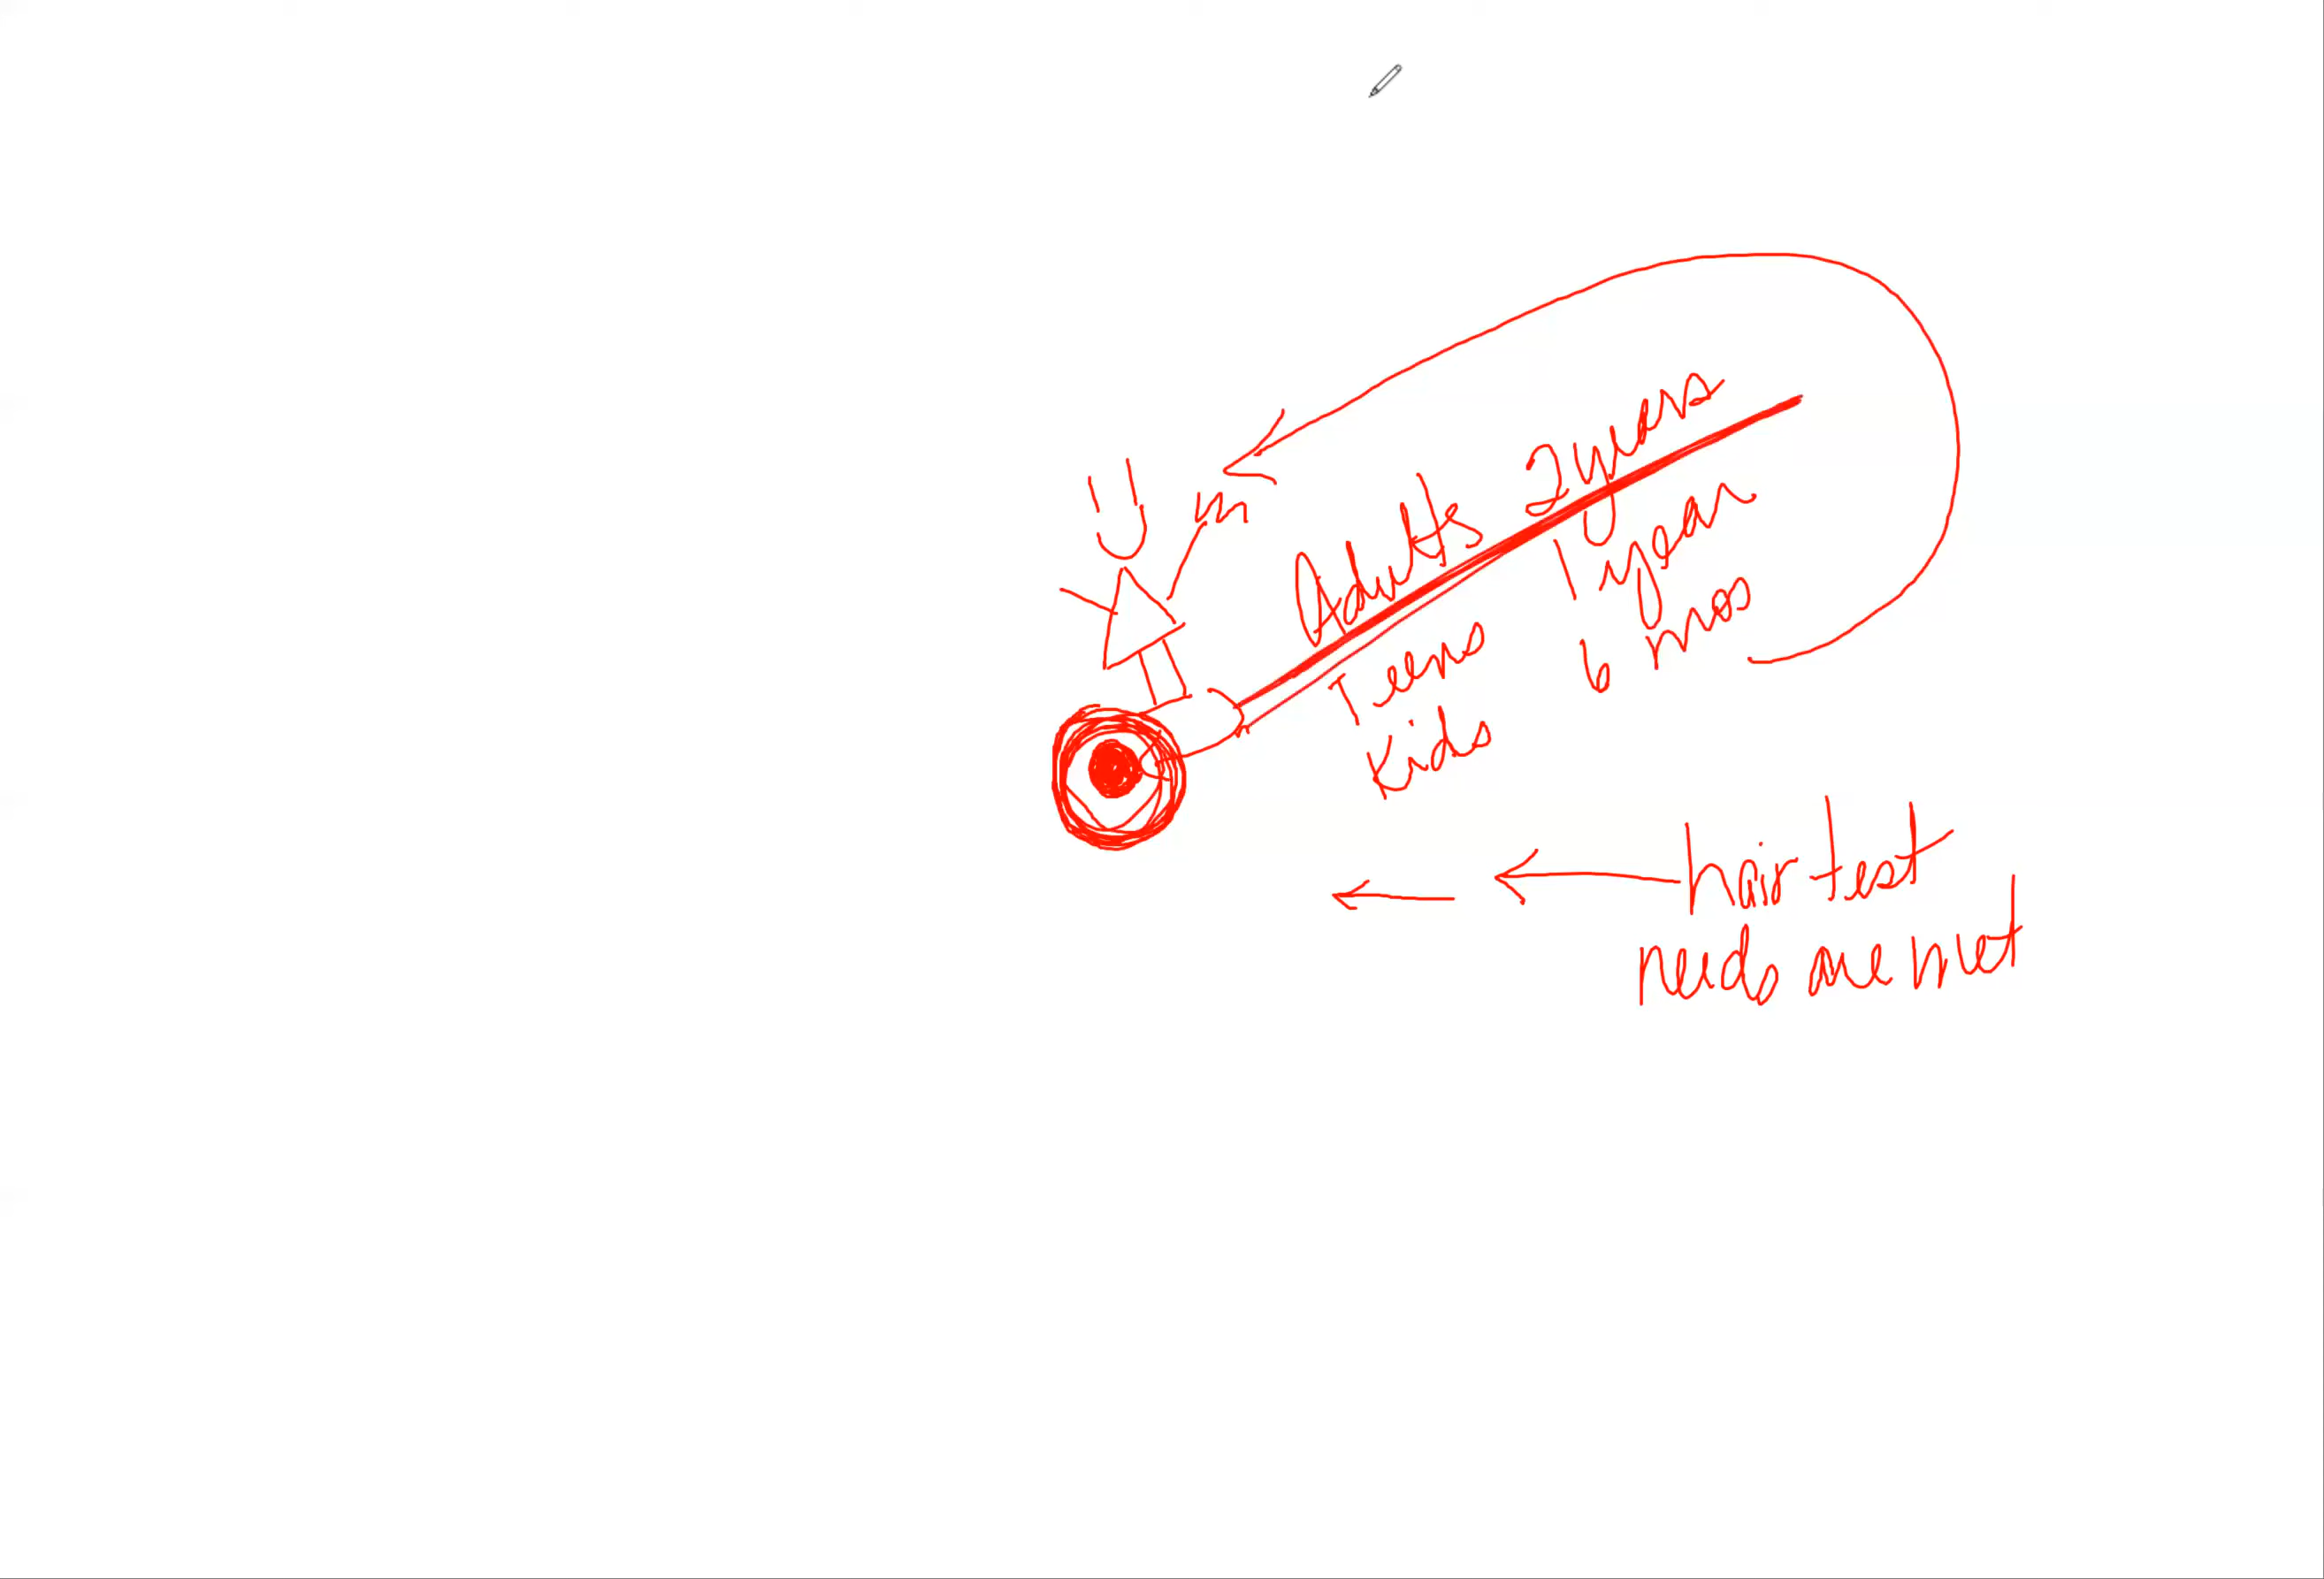 Adults 2 years
Teens 1 year
Kids 6 mos
hair test
needs are met